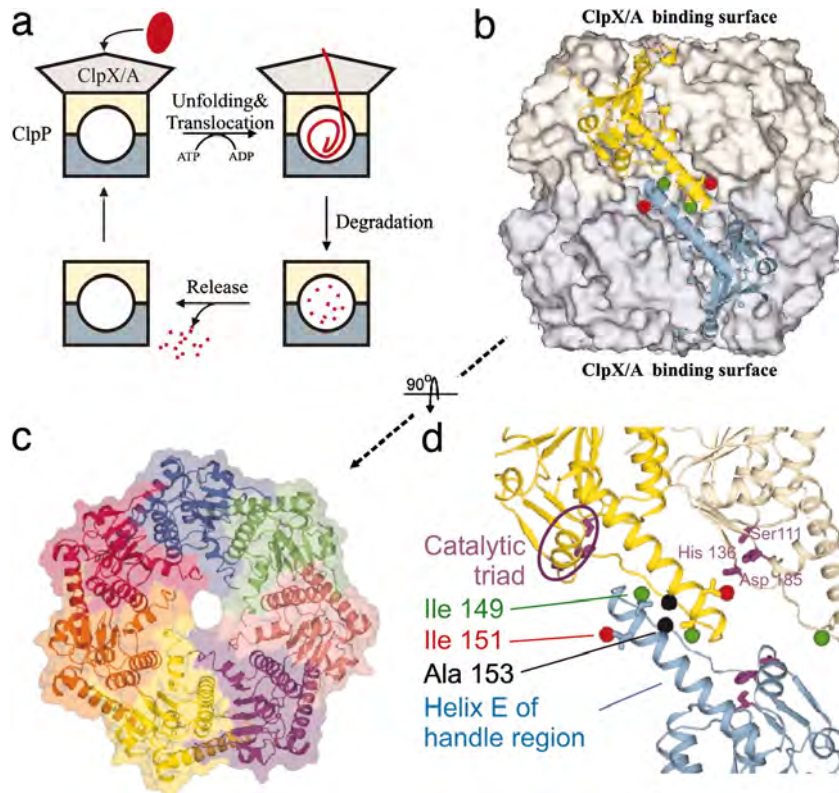 a
ClpX/A
ClpP
Unfolding&
Translocation
ATP
ADP
Degradation
Release
b
ClpX/A binding surface
ClpX/A binding surface
90°
c
d
Catalytic
triad
Ser111
His 136
Asp 185
Ile 149
Ile 151
Ala 153
Helix E of
handle region